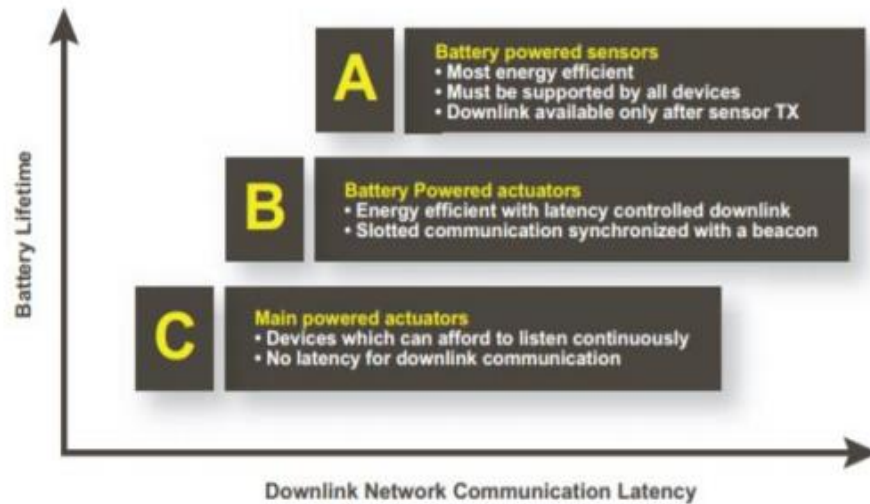 Battery Lifetime
A
Battery powered sensors
• Most energy efficient
• Must be supported by all devices
• Downlink available only after sensor TX
B
Battery Powered actuators
• Energy efficient with latency controlled downlink
• Slotted communication synchronized with a beacon
C
Main powered actuators
• Devices which can afford to listen continuously
• No latency for downlink communication
Downlink Network Communication Latency